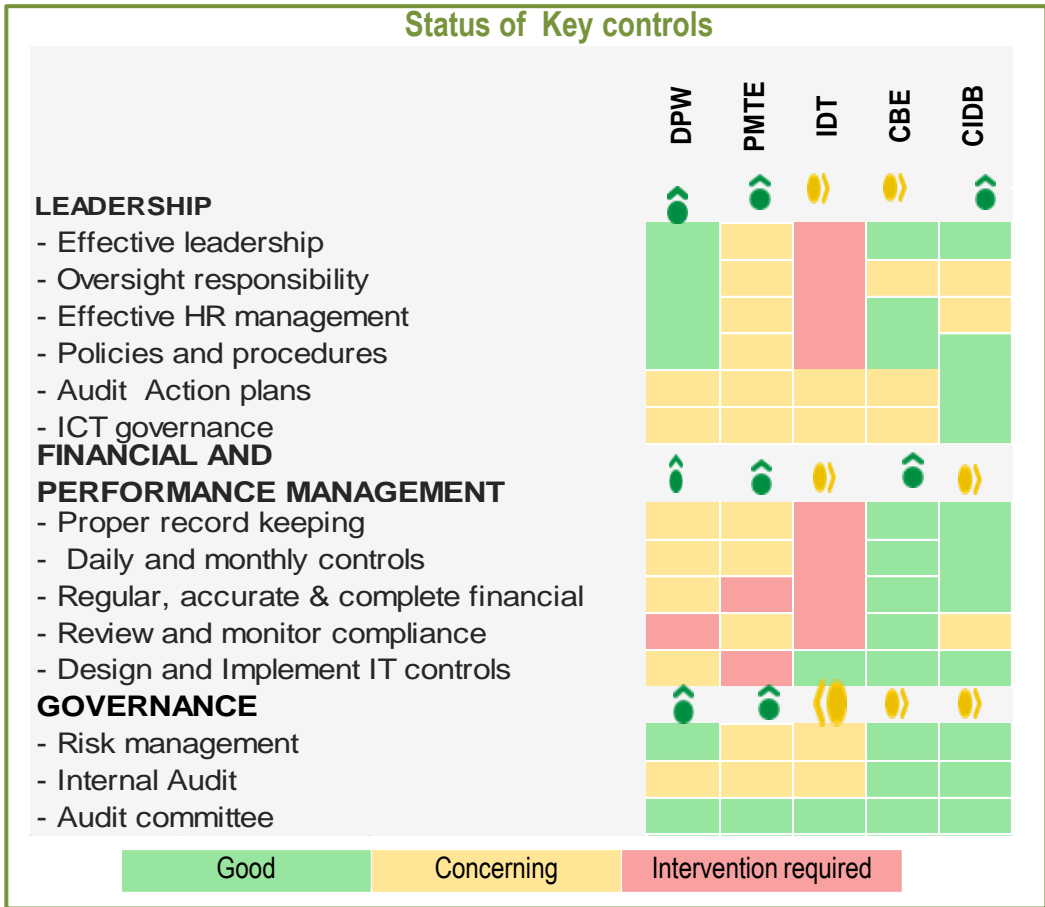 Status of Key controls
DPW PMTE IDT CBE CIDB
LEADERSHIP
- Effective leadership
- Oversight responsibility
- Effective HR management
- Policies and procedures
- Audit Action plans
- ICT governance
FINANCIAL AND
PERFORMANCE MANAGEMENT
- Proper record keeping
- Daily and monthly controls
- Regular, accurate & complete financial
- Review and monitor compliance
- Design and Implement IT controls
GOVERNANCE
- Risk management
- Internal Audit
- Audit committee
Good Concerning Intervention required